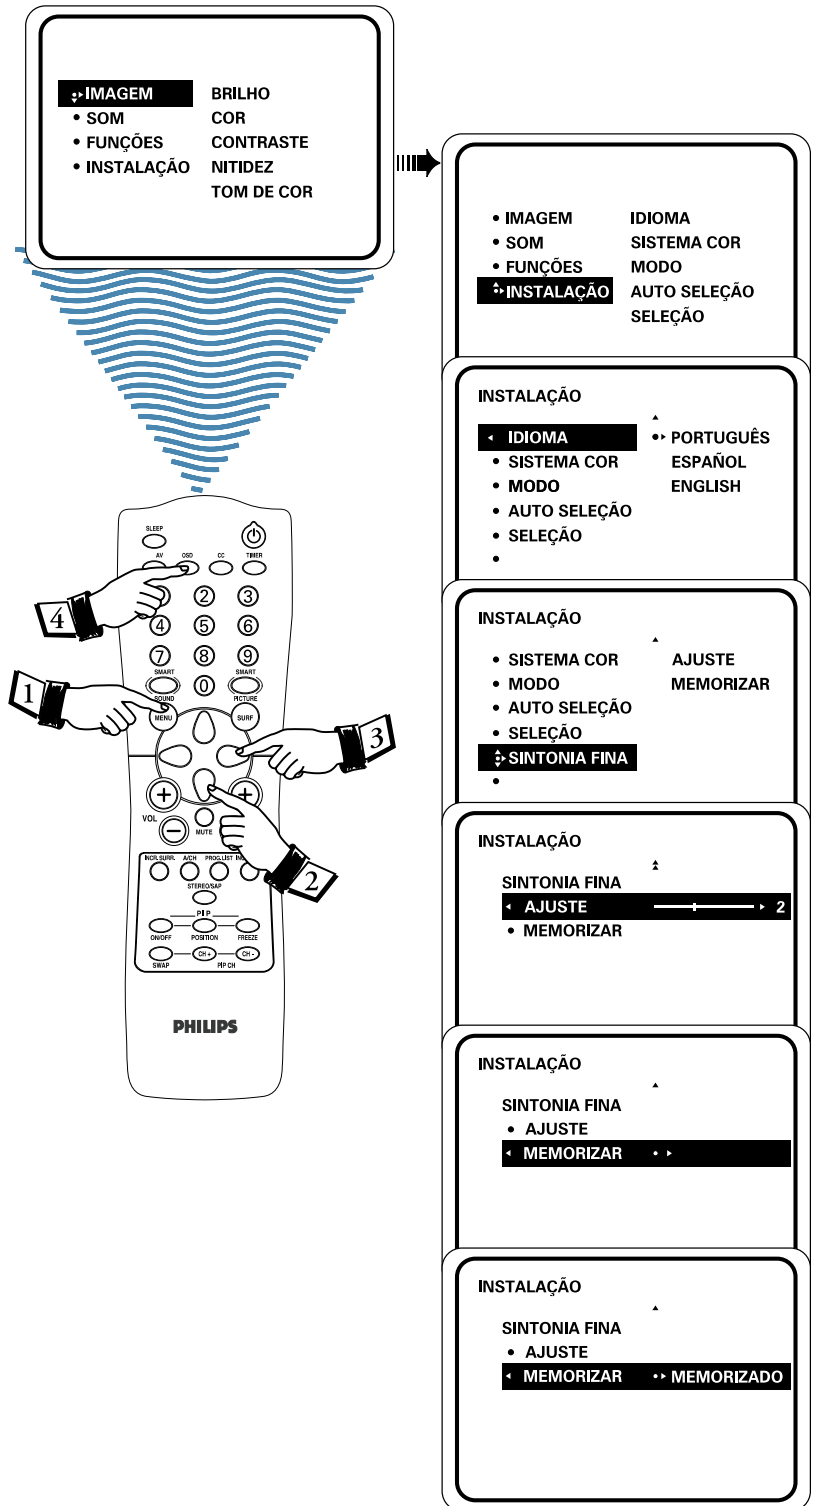 IMAGEM BRILHO
• SOM COR
• FUNÇÕES CONTRASTE
• INSTALAÇÃO NITIDEZ
TOM DE COR
• IMAGEM IDIOMA
• SOM SISTEMA COR
• FUNÇÕES MODO
INSTALAÇÃO AUTO SELEÇÃO
SELEÇÃO
INSTALAÇÃO
IDIOMA PORTUGUÊS
• SISTEMA COR ESPAÑOL
• MODO ENGLISH
• AUTO SELEÇÃO
• SELEÇÃO
•
INSTALAÇÃO
• SISTEMA COR AJUSTE
• MODO MEMORIZAR
• AUTO SELEÇÃO
• SELEÇÃO
SINTONIA FINA
•
INSTALAÇÃO
SINTONIA FINA
AJUSTE 2
• MEMORIZAR
INSTALAÇÃO
SINTONIA FINA
• AJUSTE
MEMORIZAR
INSTALAÇÃO
SINTONIA FINA
• AJUSTE
MEMORIZAR MEMORIZADO
SLEEP
AV OSD CC TIMER
2 3
4
4 5 6
7 8 9
SMART SMART
0
SOUND PICTURE
1
MENU SURF
3
+ +
VOL
−
MUTE
2
INCR. SURR. A/CH PROG.LIST
STEREO/SAP
PIP
ON/OFF POSITION FREEZE
CH + CH -
SWAP PIP CH
PHILIPS